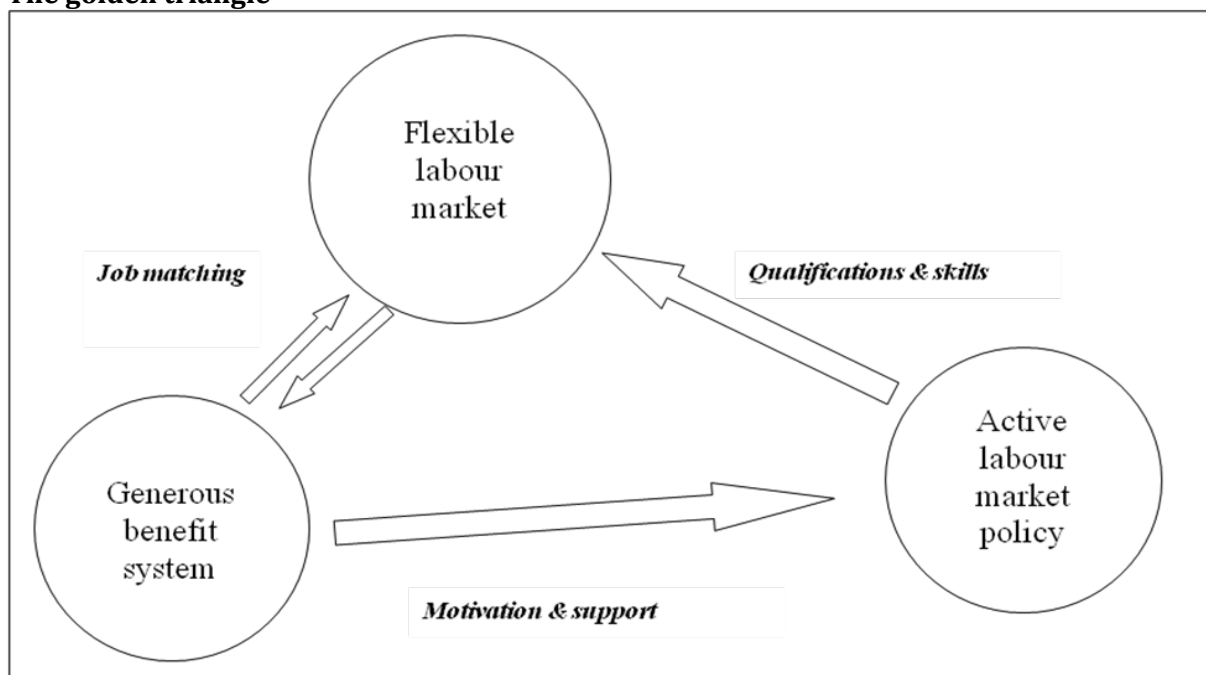 The golden triangle
Flexible
labour
market
Job matching
Qualifications & skills
Generous
benefit
system
Active
labour
market
policy
Motivation & support